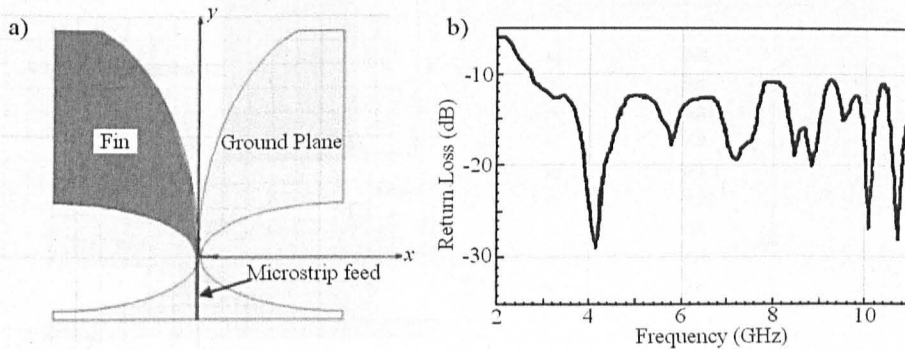 a)
y
Fin
Ground Plane
x
Microstrip feed
b)
Return Loss (dB)
-10
-20
-30
2 4 6 8 10
Frequency (GHz)